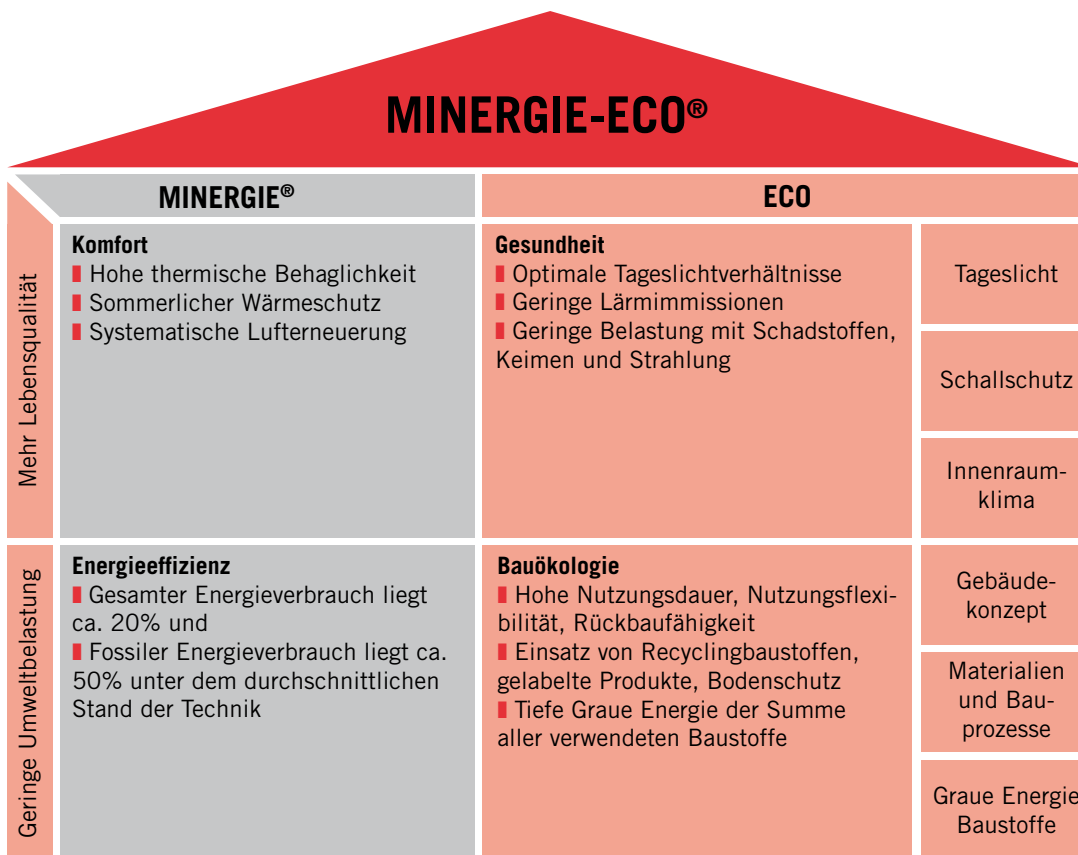 MINERGIE-ECO®
MINERGIE®
ECO
Mehr Lebensqualität
Komfort
Hohe thermische Behaglichkeit
Sommerlicher Wärmeschutz
Systematische Lufterneuerung
Gesundheit
Optimale Tageslichtverhältnisse
Geringe Lärmimmissionen
Geringe Belastung mit Schadstoffen,
Keimen und Strahlung
Tageslicht
Schallschutz
Innenraum-
klima
Geringe Umweltbelastung
Energieeffizienz
Gesamter Energieverbrauch liegt
ca. 20% und
Fossiler Energieverbrauch liegt ca.
50% unter dem durchschnittlichen
Stand der Technik
Bauökologie
Hohe Nutzungsdauer, Nutzungsflexi-
bilität, Rückbaufähigkeit
Einsatz von Recyclingbaustoffen,
gelabelte Produkte, Bodenschutz
Tiefe Graue Energie der Summe
aller verwendeten Baustoffe
Gebäude-
konzept
Materialien
und Bau-
prozesse
Graue Energie
Baustoffe